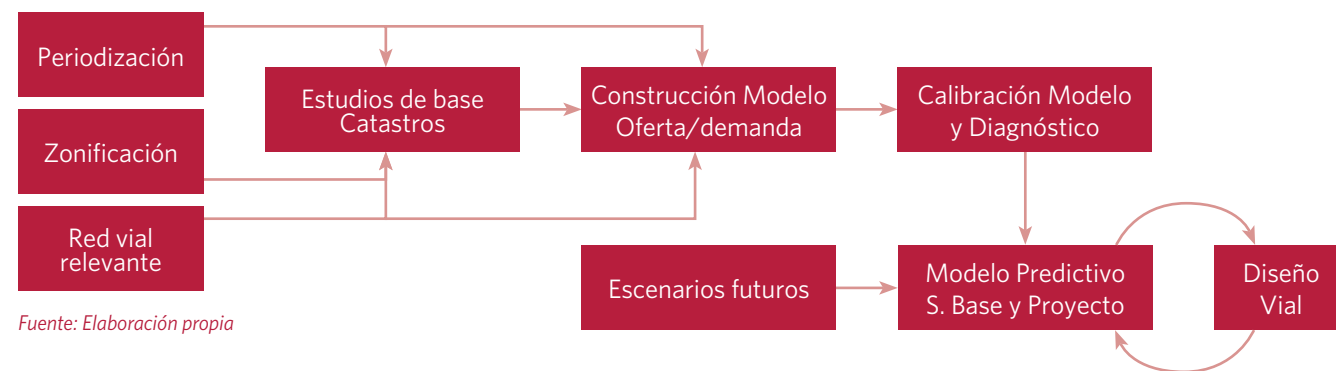 Periodización
Zonificación
Red vial
relevante
Estudios de base
Catastros
Construcción Modelo
Oferta/demanda
Calibración Modelo
y Diagnóstico
Escenarios futuros
Modelo Predictivo
S. Base y Proyecto
Diseño
Vial
Fuente: Elaboración propia